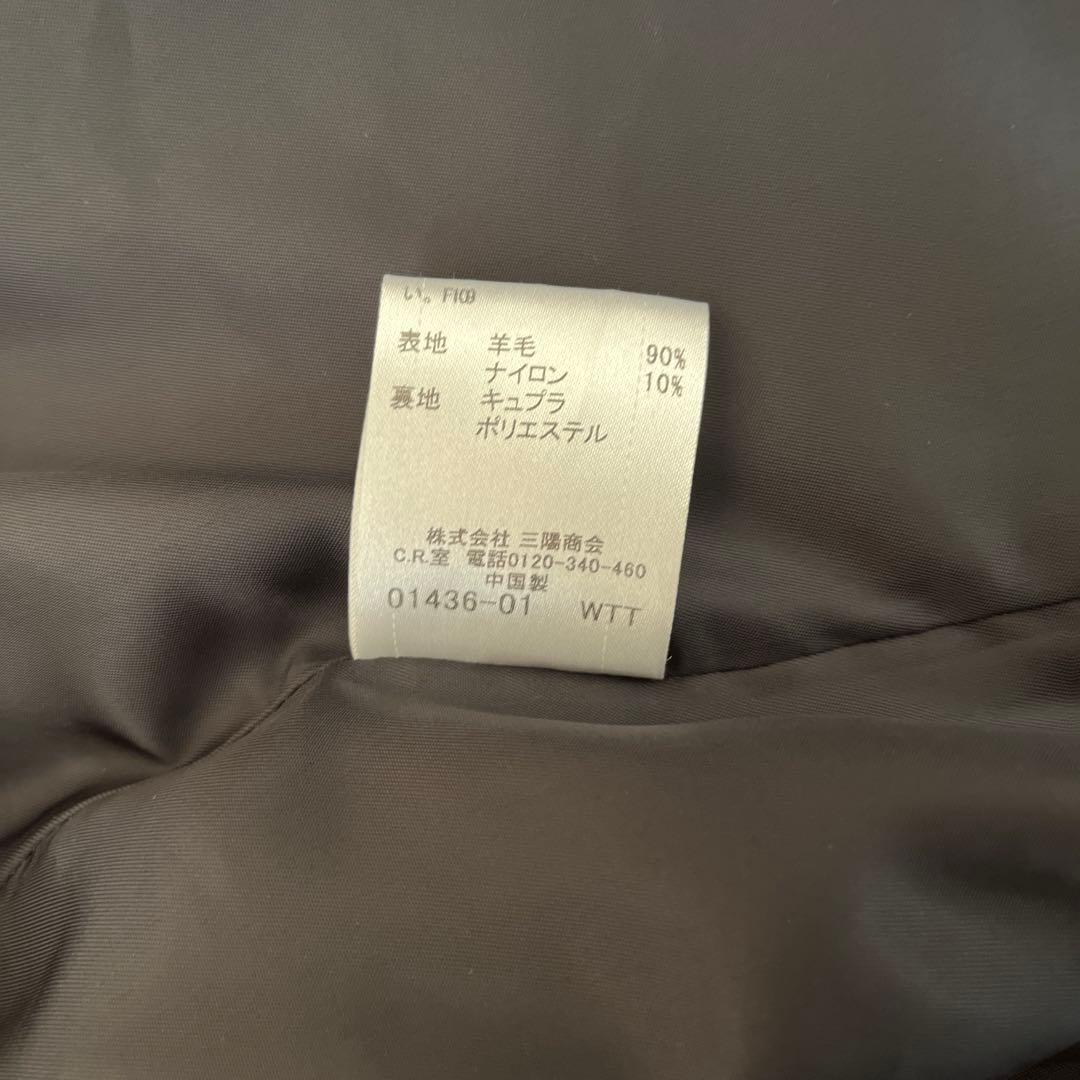 い。F109
表地 羊毛 90%
ナイロン 10%
裏地 キュプラ
ポリエステル
株式会社 三陽商会
C.R.室 電話0120-340-460
中国製
01436-01 WTT